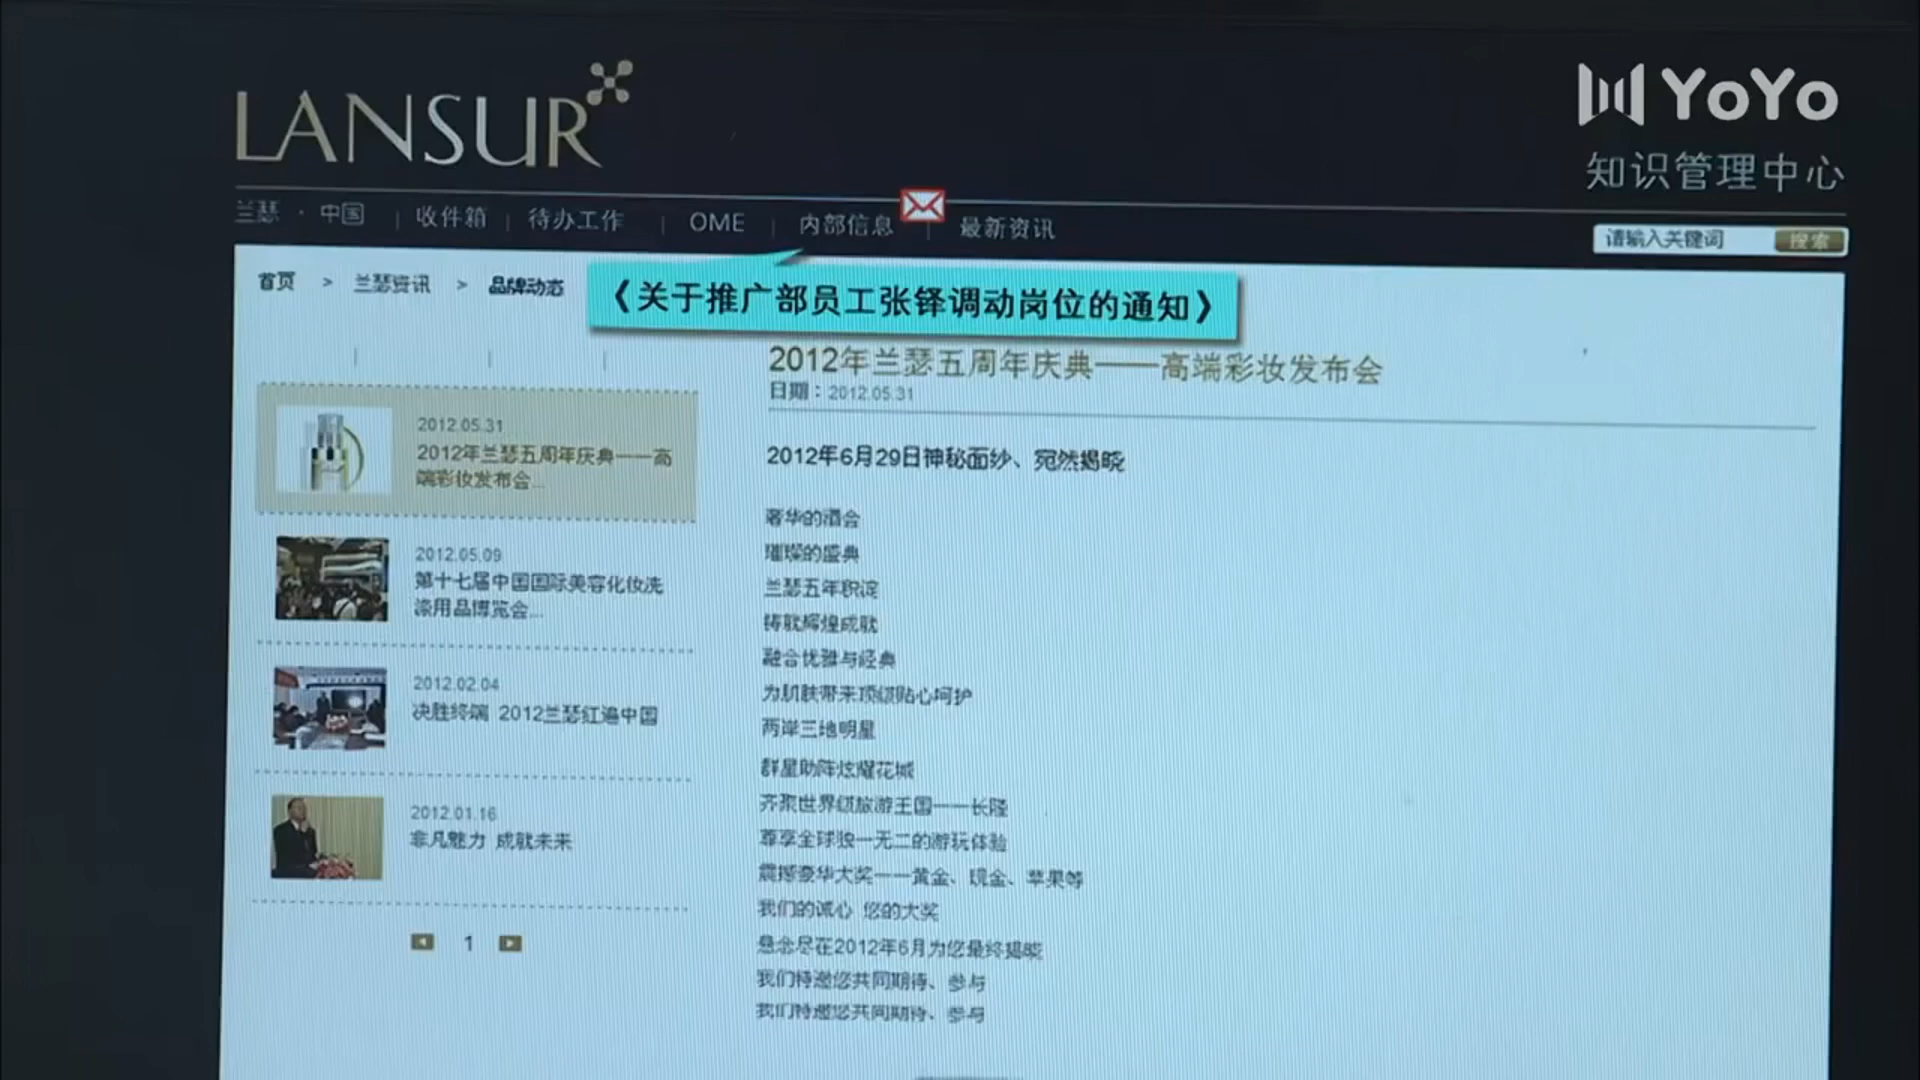 LANSUR
YoYo
知识管理中心
兰瑟 · 中国 | 收件箱 | 待办工作 | OME | 内部信息 | 最新资讯
请输入关键词 搜索
首页 > 兰瑟资讯 > 品牌动态
《关于推广部员工张铎调动岗位的通知》
2012年兰瑟五周年庆典——高端彩妆发布会
日期：2012.05.31
2012.05.31
2012年兰瑟五周年庆典——高
端彩妆发布会...
2012.05.09
第十七届中国国际美容化妆洗
涤用品博览会...
2012.02.04
决胜终端 2012兰瑟红遍中国
2012.01.16
非凡魅力 成就未来
1
2012年6月29日神秘面纱、宛然揭晓
奢华的酒会
璀璨的盛典
兰瑟五年积淀
铸就辉煌成就
融合优雅与经典
为肌肤带来顶级贴心呵护
两岸三地明星
群星助阵炫耀花城
齐聚世界级旅游王国——长隆
尊享全球独一无二的游玩体验
震撼豪华大奖——黄金、现金、苹果等
我们的诚心 您的大奖
悬念尽在2012年6月为您最终揭晓
我们特邀您共同期待、参与
我们特邀您共同期待、参与